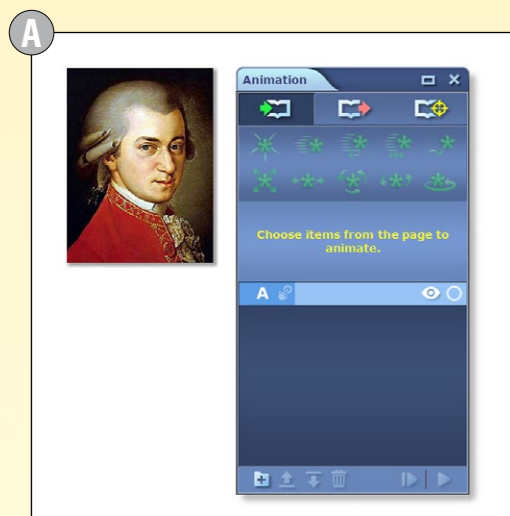 A
Animation
Choose items from the page to
animate.
A